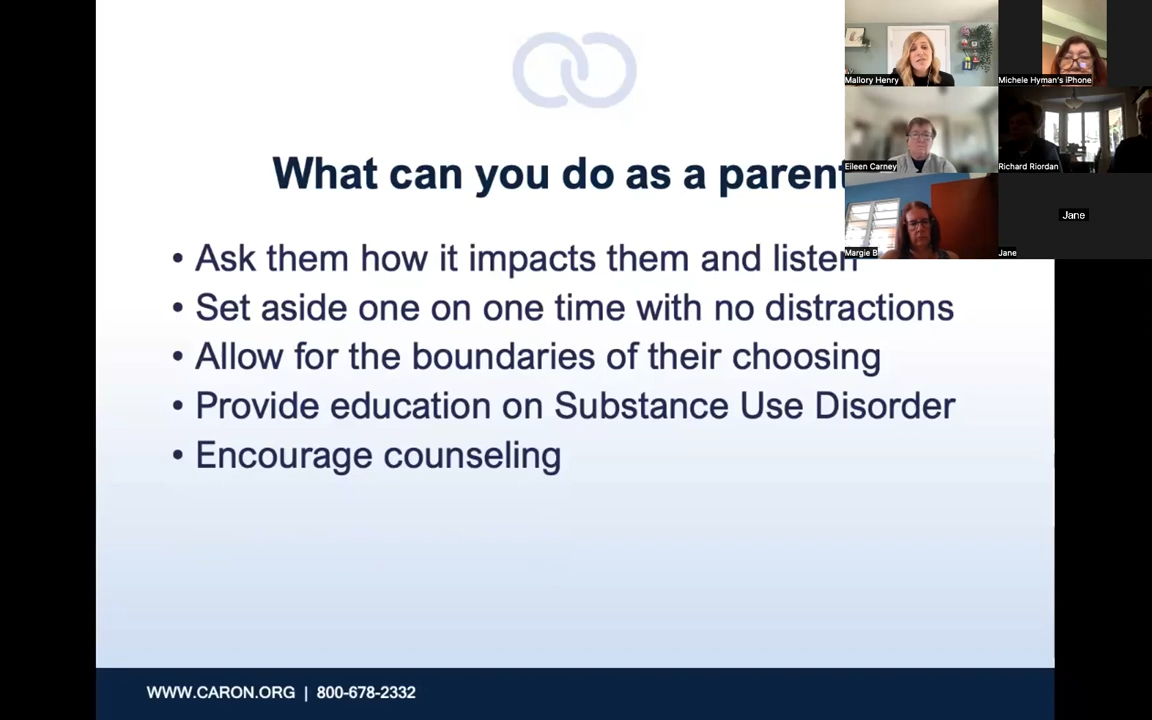 What can you do as a parent
• Ask them how it impacts them and listen
• Set aside one on one time with no distractions
• Allow for the boundaries of their choosing
• Provide education on Substance Use Disorder
• Encourage counseling
WWW.CARON.ORG | 800-678-2332
Mallory Henry
Michele Hyman's iPhone
Eileen Carney
Richard Riordan
Margie B
Jane
Jane